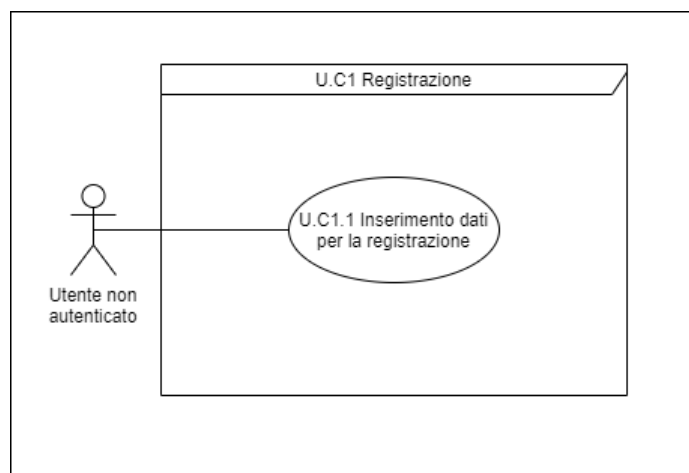 U.C1 Registrazione
U.C1.1 Inserimento dati
per la registrazione
Utente non
autenticato